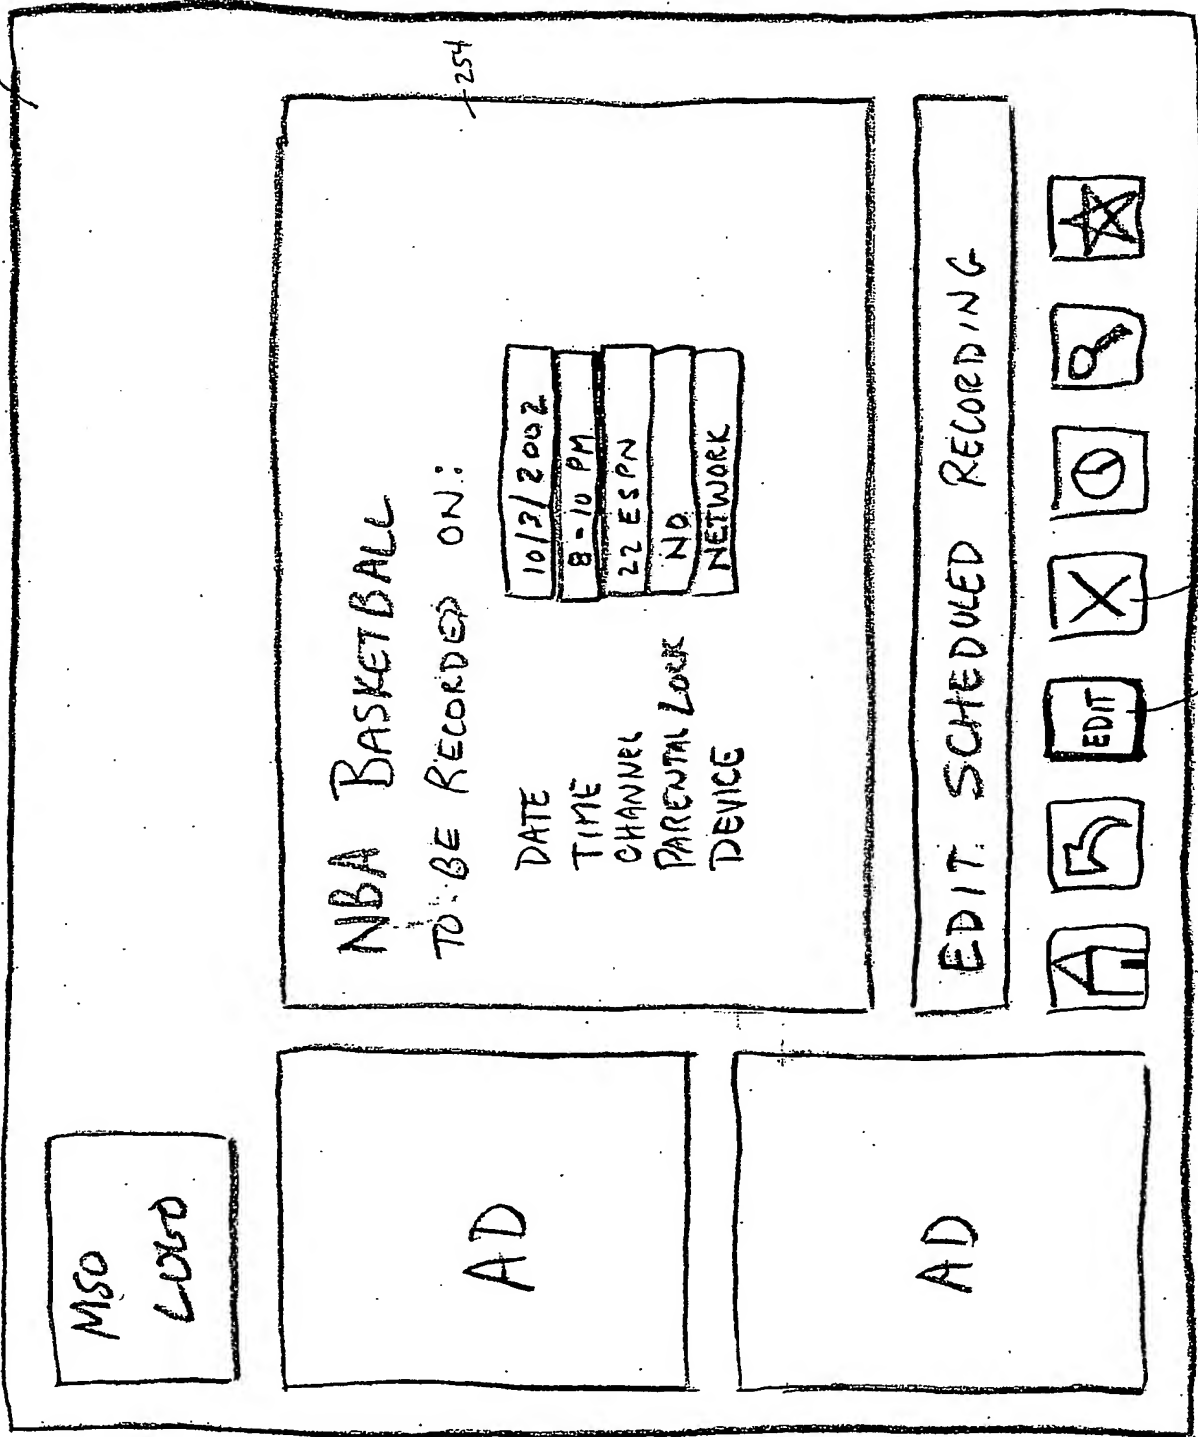 MSO
LOGO
AD
AD
NBA BASKETBALL
TO BE RECORDED ON:
DATE 10/3/2002
TIME 8-10 PM
CHANNEL 22 ESPN
PARENTAL LOCK NO
DEVICE NETWORK
254
EDIT SCHEDULED RECORDING
EDIT